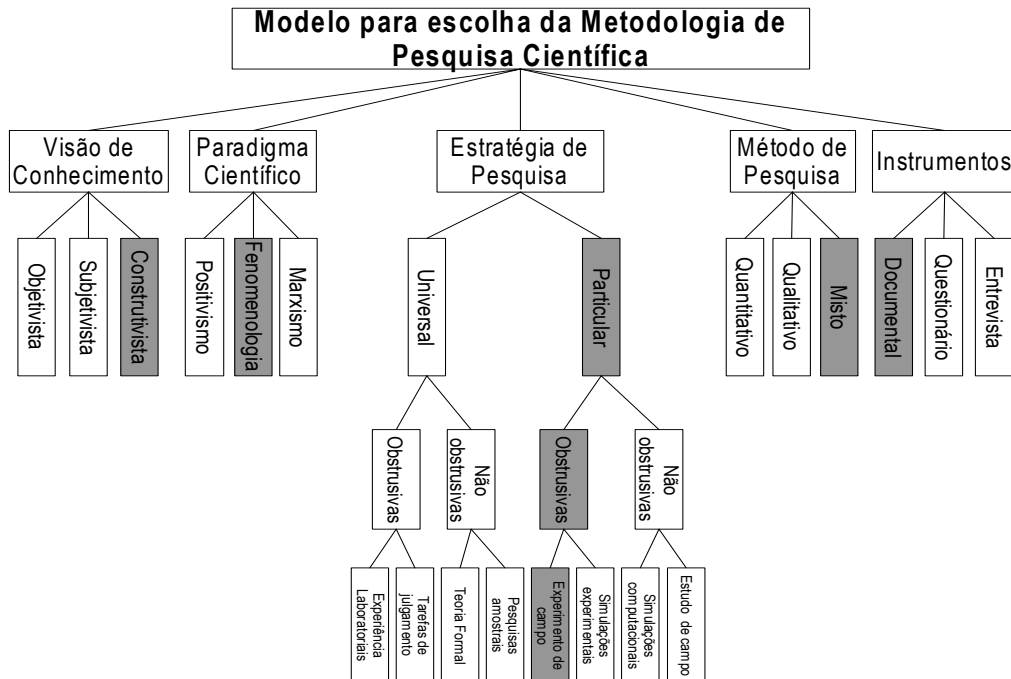 Modelo para escolha da Metodologia de
Pesquisa Científica
Visão de
Conhecimento
Paradigma
Científico
Estratégia de
Pesquisa
Método de
Pesquisa
Instrumentos
Objetivista
Subjetivista
Construtivista
Positivismo
Fenomenologia
Marxismo
Universal
Particular
Quantitativo
Qualitativo
Misto
Documental
Questionário
Entrevista
Obstrusivas
Não
obstrusivas
Obstrusivas
Não
obstrusivas
Experiência
Laboratoriais
Tarefas de
julgamento
Teoria Formal
Pesquisas
amostrais
Experimento de
campo
Simulações
experimentais
Simulações
computacionais
Estudo de campo